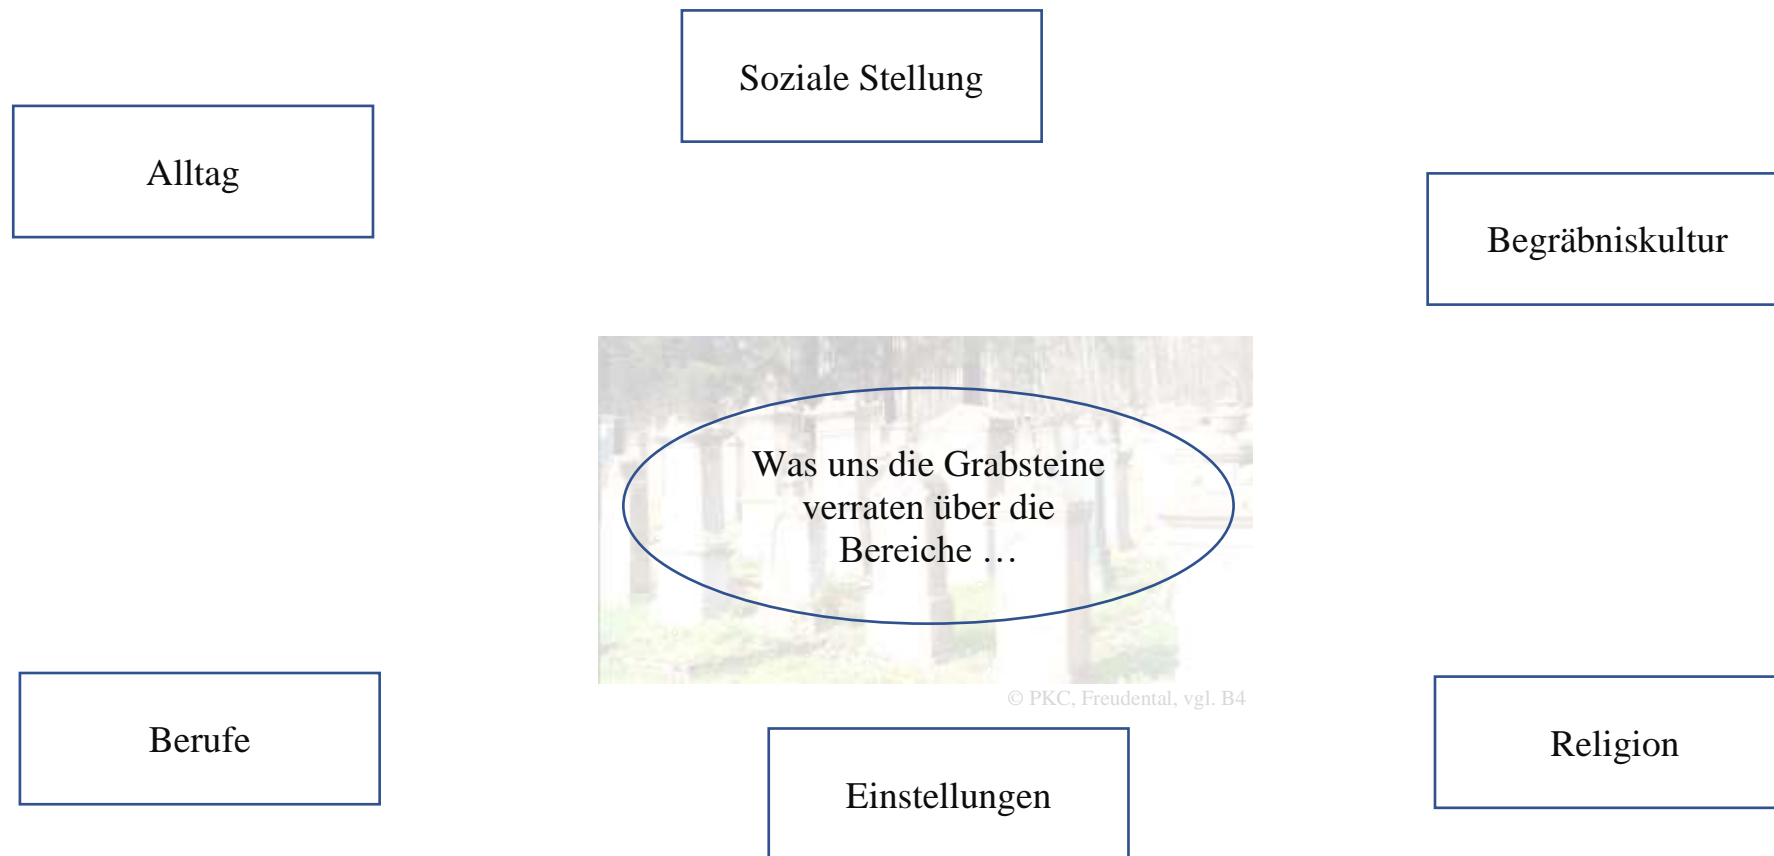 Soziale Stellung
Alltag
Begräbniskultur
Was uns die Grabsteine
verraten über die
Bereiche …
© PKC, Freudental, vgl. B4
Berufe
Religion
Einstellungen